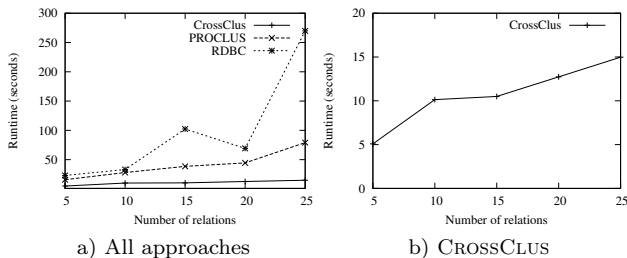 300
250
200
150
100
50
5
10
15
20
25
Runtime (seconds)
Number of relations
CrossClus
PROCLUS
RDBC
a) All approaches
20
15
10
5
0
5
10
15
20
25
Runtime (seconds)
Number of relations
CrossClus
b) CROSSCLUS